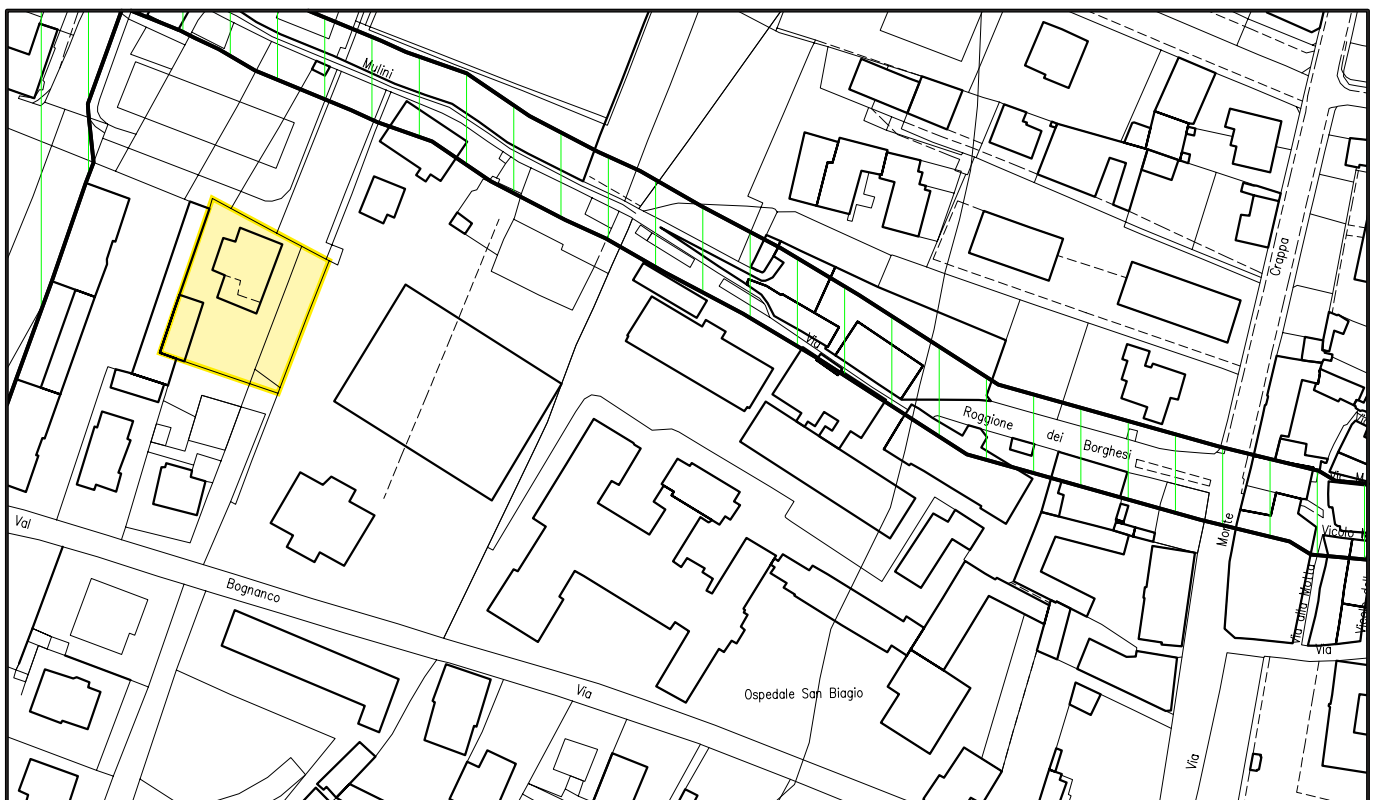 Mulini
Crappa
Via
Roggione dei Borghesi
Monte
Vicolo
Val
Bognanco
Via alla Motta
Via
Via
Ospedale San Biagio
Via